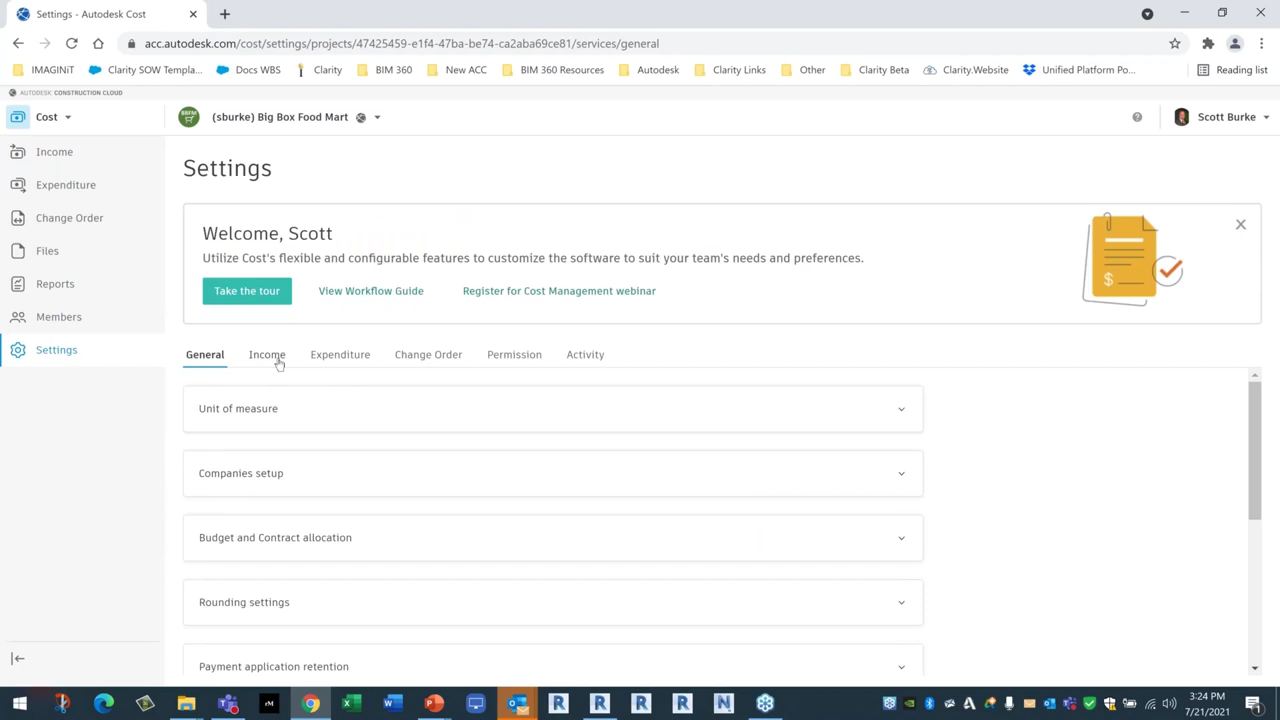 Settings - Autodesk Cost
acc.autodesk.com/cost/settings/projects/47425459-e1f4-47ba-be74-ca2aba69ce81/services/general
IMAGINiT
Clarity SOW Templa...
Docs WBS
Clarity
BIM 360
New ACC
BIM 360 Resources
Autodesk
Clarity Links
Other
Clarity Beta
Clarity.Website
Unified Platform Po...
Reading list
AUTODESK CONSTRUCTION CLOUD
Cost
BBFM
(sburke) Big Box Food Mart
Scott Burke
Income
Expenditure
Change Order
Files
Reports
Members
Settings
Settings
Welcome, Scott
Utilize Cost's flexible and configurable features to customize the software to suit your team's needs and preferences.
Take the tour
View Workflow Guide
Register for Cost Management webinar
General
Income
Expenditure
Change Order
Permission
Activity
Unit of measure
Companies setup
Budget and Contract allocation
Rounding settings
Payment application retention
3:24 PM
7/21/2021